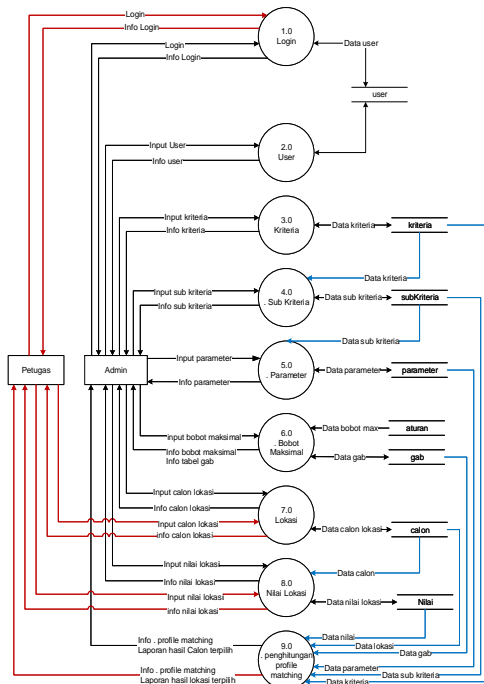 Login
Info Login
Login
Info Login
1.0
Login
Data user
user
Input User
Info user
2.0
User
Input kriteria
Info kriteria
3.0
Kriteria
Data kriteria
kriteria
Data kriteria
Input sub kriteria
Info sub kriteria
4.0
. Sub Kriteria
Data sub kriteria
subKriteria
Data sub kriteria
Petugas
Admin
Input parameter
Info parameter
5.0
. Parameter
Data parameter
parameter
input bobot maksimal
Info bobot maksimal
Info tabel gab
6.0
. Bobot
Maksimal
Data bobot max
aturan
Data gab
gab
Input calon lokasi
Info calon lokasi
Input calon lokasi
info calon lokasi
7.0
Lokasi
Data calon lokasi
calon
Data calon
Input nilai lokasi
Info nilai lokasi
Input nilai lokasi
info nilai lokasi
8.0
Nilai Lokasi
Data nilai lokasi
Nilai
Data nilai
Data lokasi
Data gab
Info . profile matching
Laporan hasil Calon terpilih
Info . profile matching
Laporan hasil lokasi terpilih
9.0
. penghitungan
profile
matching
Data parameter
Data sub kriteria
Data kriteria